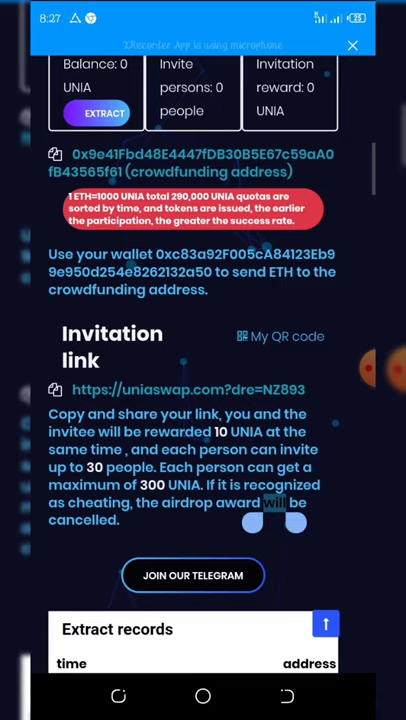 8:27
XRecorder App is using microphone
Balance: 0
UNIA
EXTRACT
Invite
persons: 0
people
Invitation
reward: 0
UNIA
0x9e41Fbd48E4447fDB30B5E67c59aA0
fB43565f61 (crowdfunding address)
1 ETH=1000 UNIA total 290,000 UNIA quotas are
sorted by time, and tokens are issued, the earlier
the participation, the greater the success rate.
Use your wallet 0xc83a92F005cA84123Eb9
9e950d254e8262132a50 to send ETH to the
crowdfunding address.
Invitation
link
My QR code
https://uniaswap.com?dre=NZ893
Copy and share your link, you and the
invitee will be rewarded 10 UNIA at the
same time , and each person can invite
up to 30 people. Each person can get a
maximum of 300 UNIA. If it is recognized
as cheating, the airdrop award will be
cancelled.
JOIN OUR TELEGRAM
Extract records
time
address